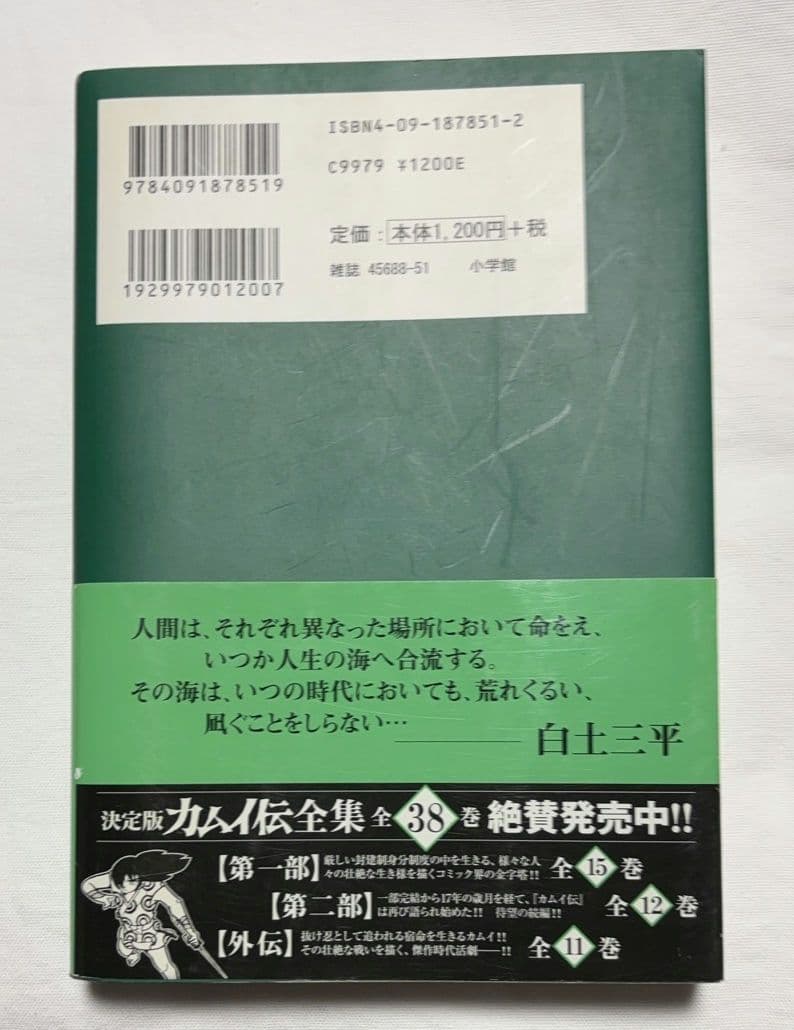 ISBN4-09-187851-2
9784091878519
C9979 ¥1200E
定価：本体1,200円+税
1929979012007
雑誌 45688-51 小学館
人間は、それぞれ異なった場所において命をえ、
いつか人生の海へ合流する。
その海は、いつの時代においても、荒れくるい、
凪ぐことをしらない…
白土三平
決定版 カムイ伝全集 全38巻 絶賛発売中!!
【第一部】厳しい封建制身分制度の中を生きる、様々な人
々の壮絶な生き様を描くコミック界の金字塔!! 全15巻
【第二部】一部完結から17年の歳月を経て、『カムイ伝』
は再び語られ始めた!! 待望の続編!! 全12巻
【外伝】抜け忍として追われる宿命を生きるカムイ!!
その壮絶な戦いを描く、傑作時代活劇——!! 全11巻